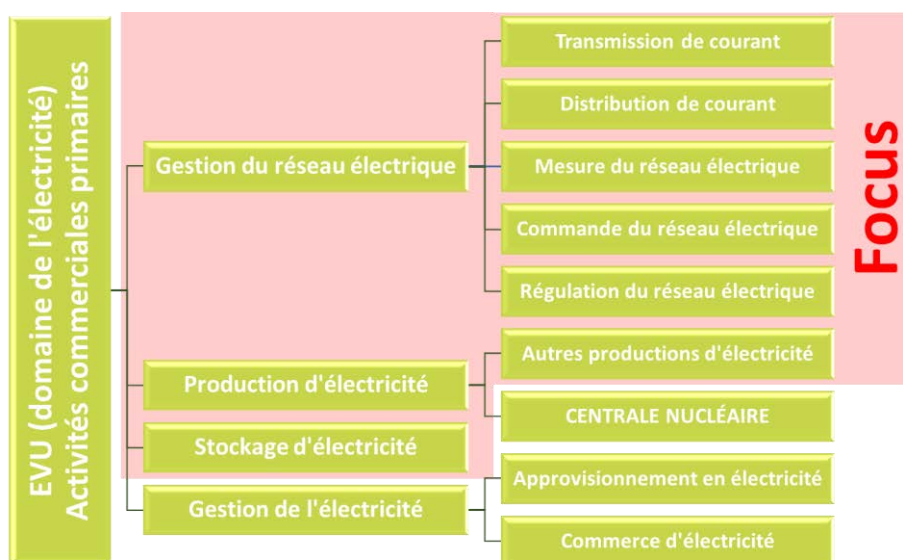 EVU (domaine de l'électricité)
Activités commerciales primaires
Gestion du réseau électrique
Transmission de courant
Distribution de courant
Mesure du réseau électrique
Commande du réseau électrique
Régulation du réseau électrique
Production d'électricité
Autres productions d'électricité
CENTRALE NUCLÉAIRE
Stockage d'électricité
Gestion de l'électricité
Approvisionnement en électricité
Commerce d'électricité
Focus